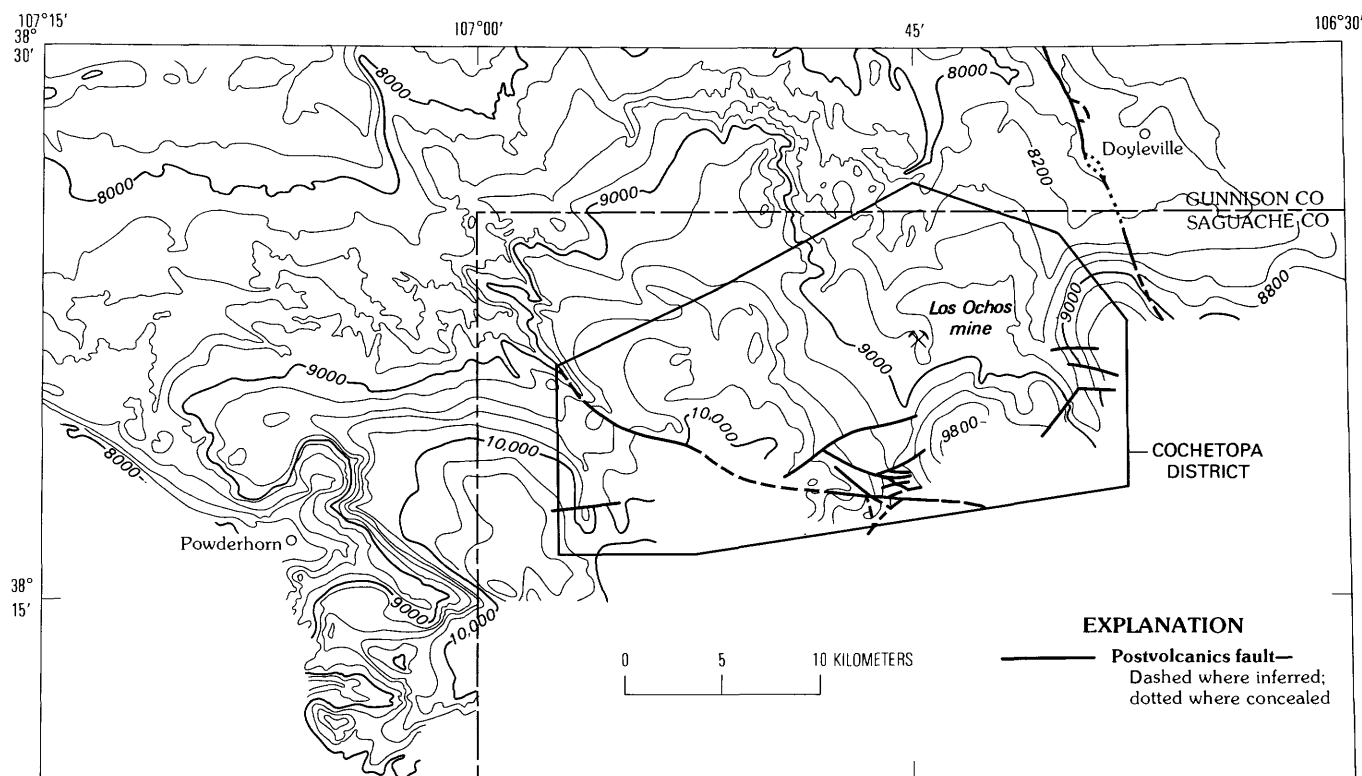 107°15'
107°00'
45'
106°30'
38°
30'
8000
8000
8000
8200
Doyleville
9000
GUNNISON CO
SAGUACHE CO
8800
9000
Los Ochos
mine
9000
9000
10,000
9800
10,000
COCHETOPA
DISTRICT
8000
Powderhorn
38°
15'
9000
10,000
EXPLANATION
Postvolcanics fault—
Dashed where inferred;
dotted where concealed
0 5 10 KILOMETERS